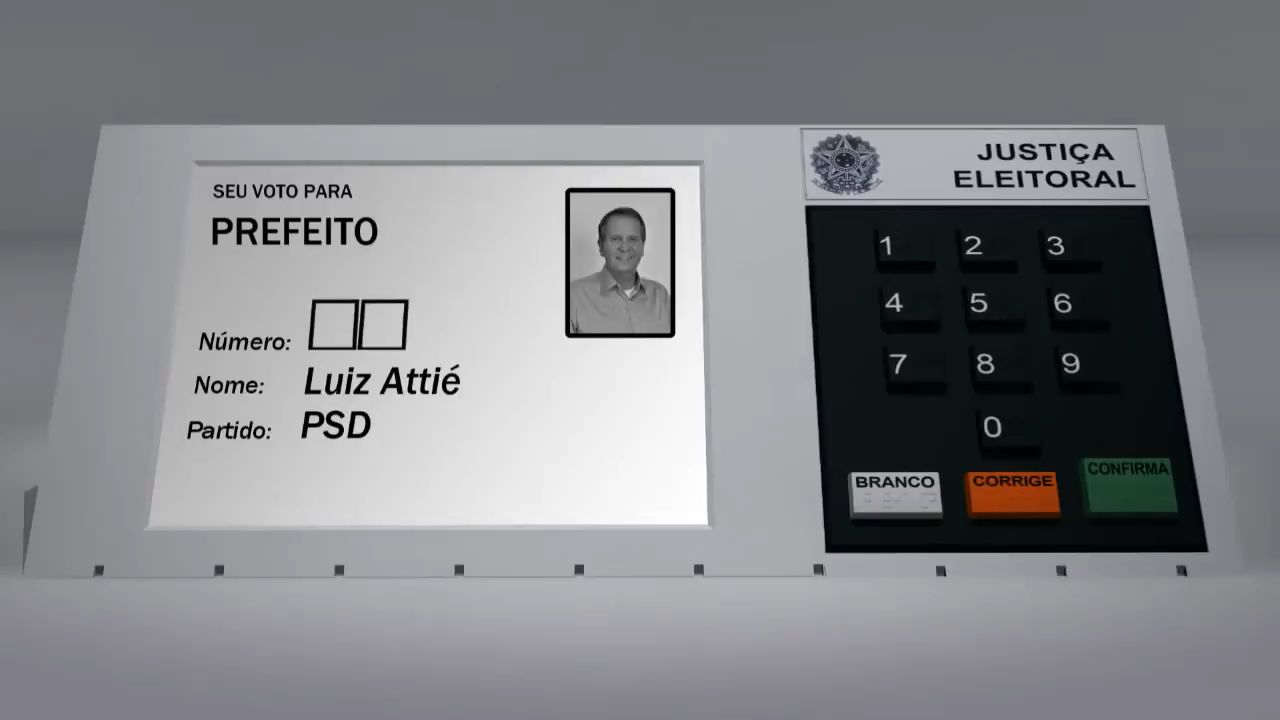 SEU VOTO PARA
PREFEITO
Número:
Nome: Luiz Attié
Partido: PSD
JUSTIÇA
ELEITORAL
1 2 3
4 5 6
7 8 9
0
BRANCO CORRIGE CONFIRMA